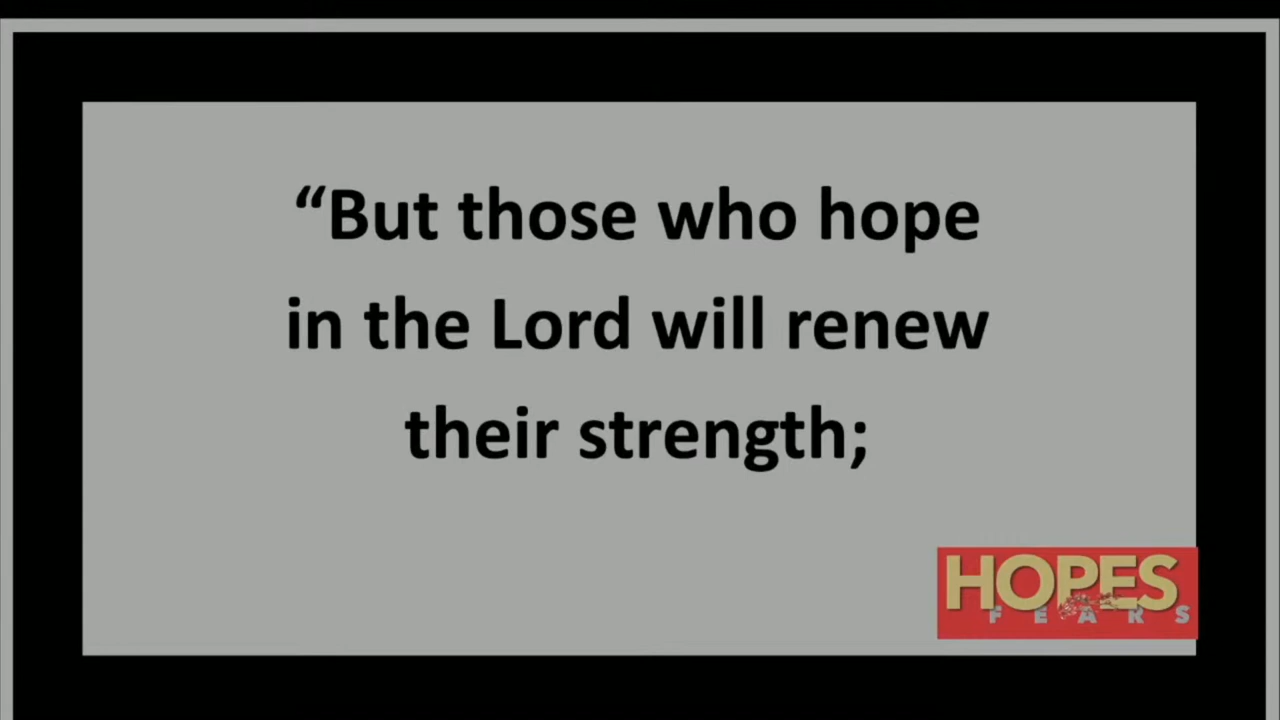 “But those who hope
in the Lord will renew
their strength;
HOPES
FEARS